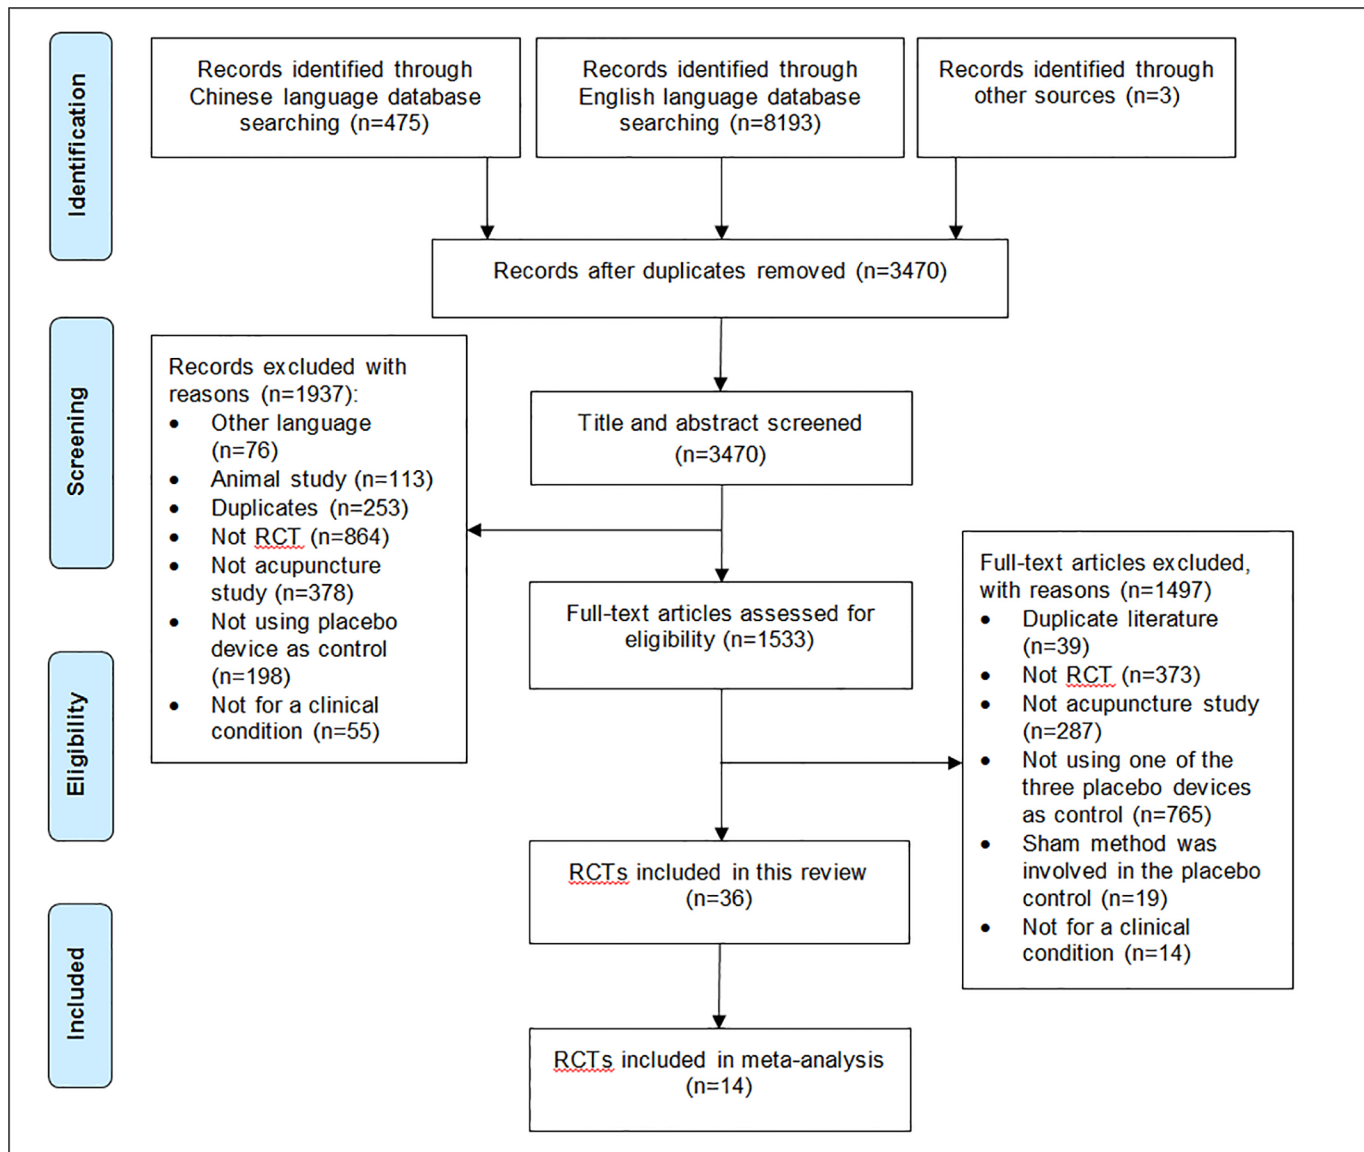 Identification
Records identified through
Chinese language database
searching (n=475)
Records identified through
English language database
searching (n=8193)
Records identified through
other sources (n=3)
Records after duplicates removed (n=3470)
Screening
Records excluded with
reasons (n=1937):
• Other language
(n=76)
• Animal study (n=113)
• Duplicates (n=253)
• Not RCT (n=864)
• Not acupuncture
study (n=378)
• Not using placebo
device as control
(n=198)
• Not for a clinical
condition (n=55)
Title and abstract screened
(n=3470)
Full-text articles assessed for
eligibility (n=1533)
Full-text articles excluded,
with reasons (n=1497)
• Duplicate literature
(n=39)
• Not RCT (n=373)
• Not acupuncture study
(n=287)
• Not using one of the
three placebo devices
as control (n=765)
• Sham method was
involved in the placebo
control (n=19)
• Not for a clinical
condition (n=14)
Eligibility
RCTs included in this review
(n=36)
Included
RCTs included in meta-analysis
(n=14)